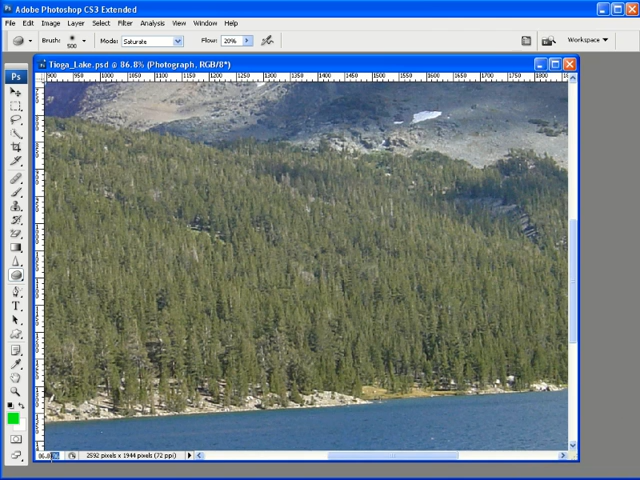 Adobe Photoshop CS3 Extended
File Edit Image Layer Select Filter Analysis View Window Help
Brush: 500 Mode: Saturate Flow: 20% Workspace
Tioga_Lake.psd @ 86.8% (Photograph, RGB/8*)
900 950 1000 1050 1100 1150 1200 1250 1300 1350 1400 1450 1500 1550 1600 1650 1700 1750 1800
Ps
T
2592 pixels x 1944 pixels (72 ppi)